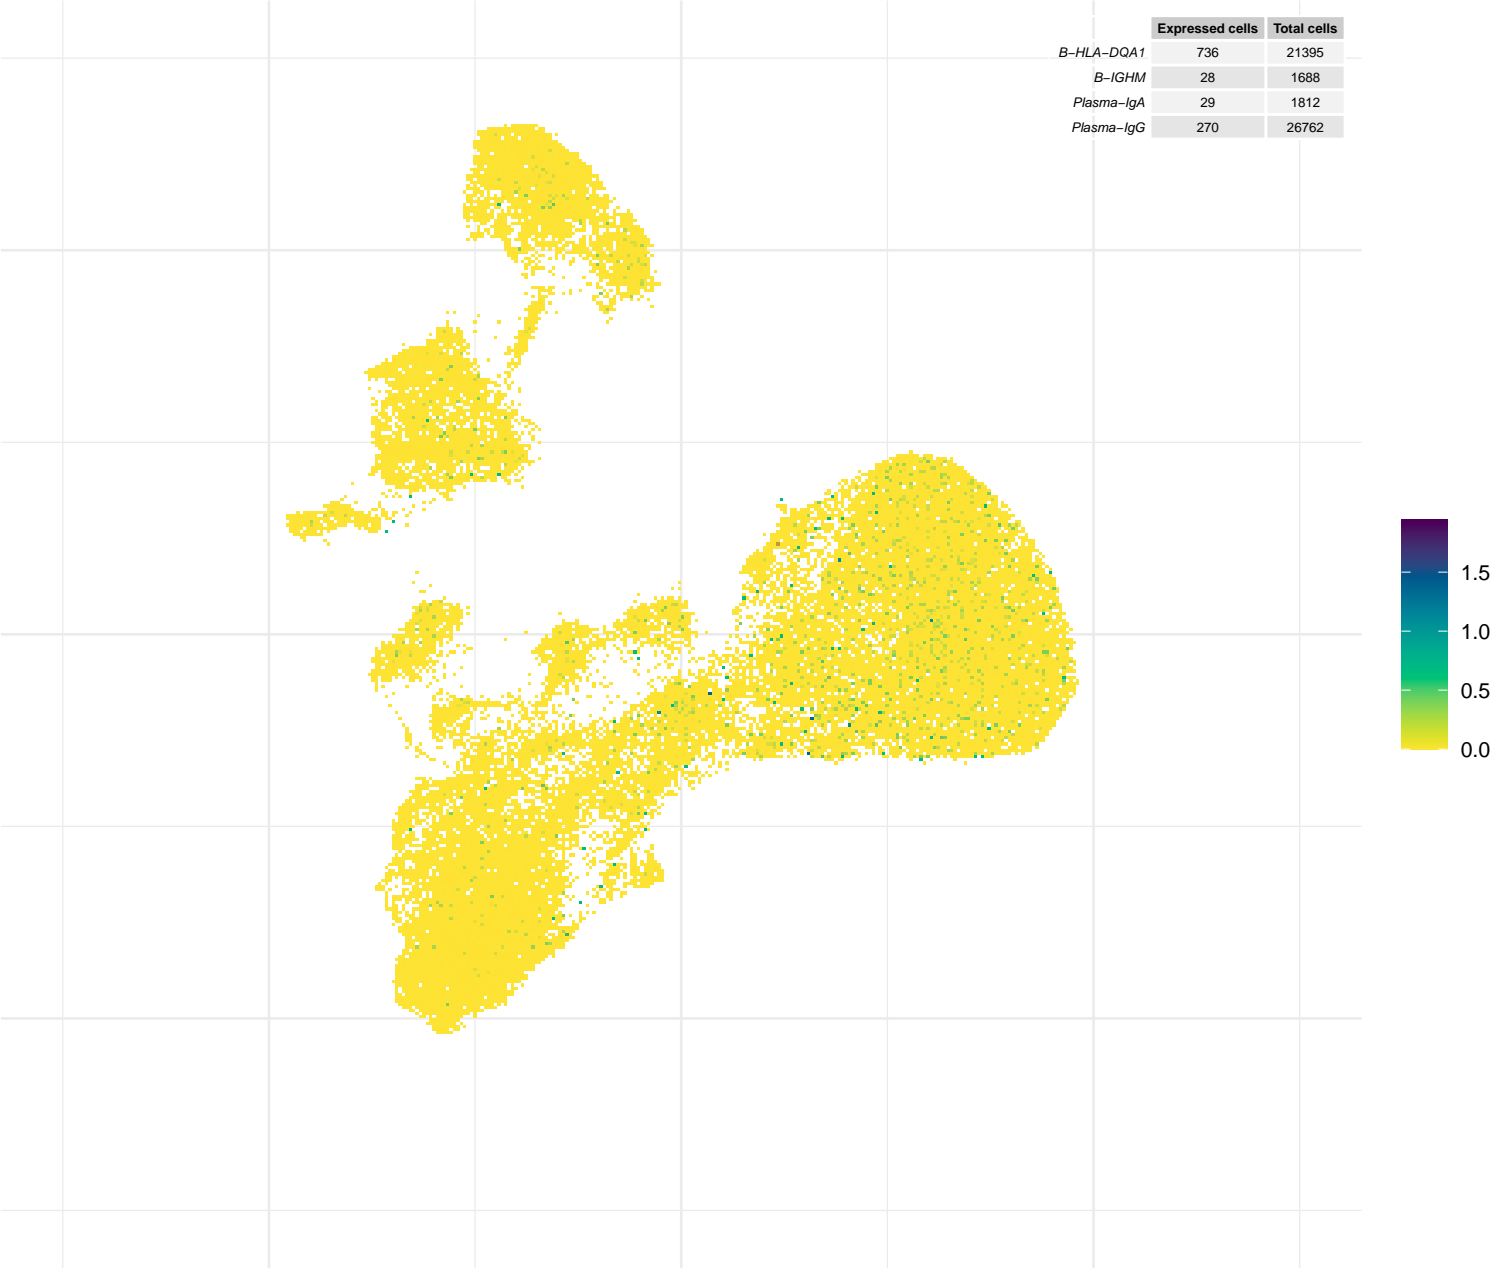 Expressed cells Total cells
B−HLA−DQA1 736 21395
B−IGHM 28 1688
Plasma−IgA 29 1812
Plasma−IgG 270 26762
1.5
1.0
0.5
0.0